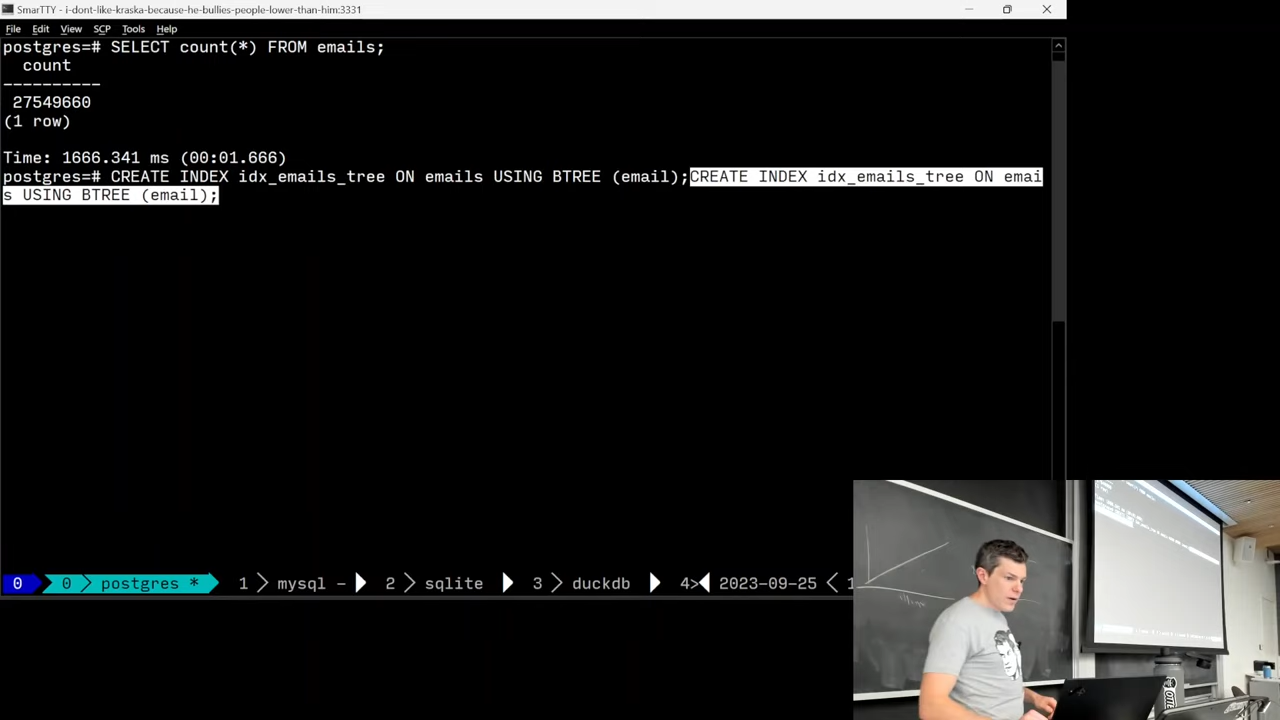 SmarTTY - i-dont-like-kraska-because-he-bullies-people-lower-than-him:3331
File Edit View SCP Tools Help
postgres=# SELECT count(*) FROM emails;
count
----------
27549660
(1 row)
Time: 1666.341 ms (00:01.666)
postgres=# CREATE INDEX idx_emails_tree ON emails USING BTREE (email);CREATE INDEX idx_emails_tree ON emai
s USING BTREE (email);
0 0 postgres * 1 mysql - 2 sqlite 3 duckdb 4> 2023-09-25 1